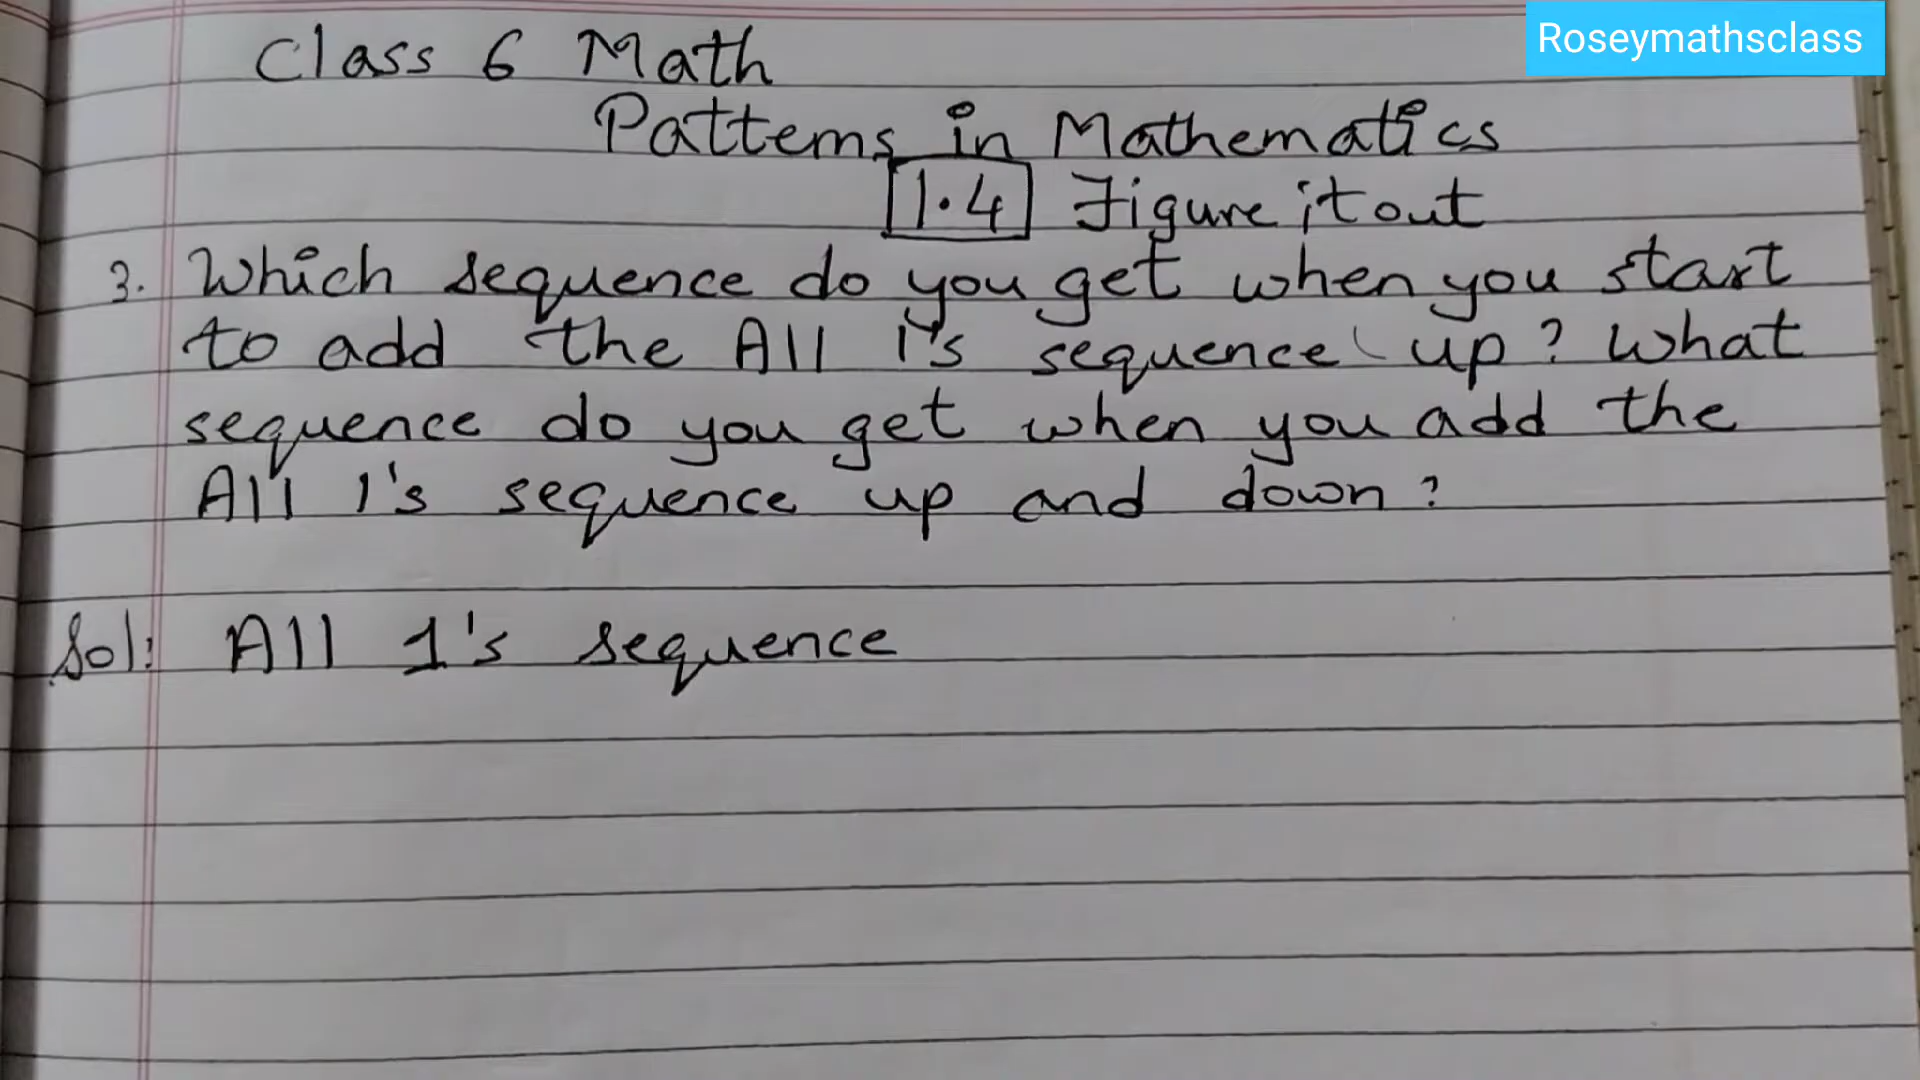 Roseymathsclass
Class 6 Math
Patterns in Mathematics
1.4 Figure it out
3. Which sequence do you get when you start
to add the All 1's sequence up? What
sequence do you get when you add the
All 1's sequence up and down?
Sol: All 1's sequence